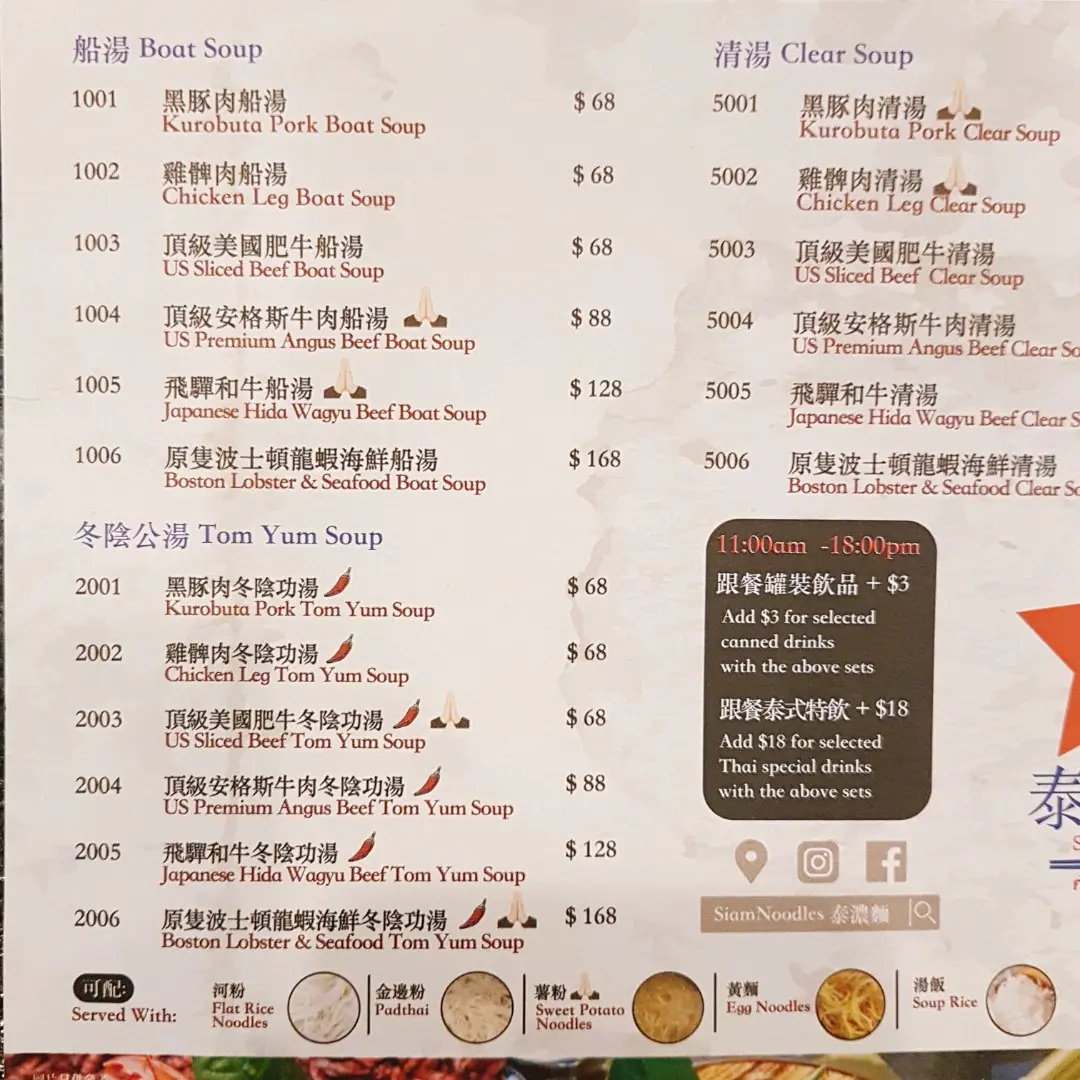 船湯 Boat Soup
1001 黑豚肉船湯 $ 68
Kurobuta Pork Boat Soup
1002 雞髀肉船湯 $ 68
Chicken Leg Boat Soup
1003 頂級美國肥牛船湯 $ 68
US Sliced Beef Boat Soup
1004 頂級安格斯牛肉船湯 $ 88
US Premium Angus Beef Boat Soup
1005 飛驒和牛船湯 $ 128
Japanese Hida Wagyu Beef Boat Soup
1006 原隻波士頓龍蝦海鮮船湯 $ 168
Boston Lobster & Seafood Boat Soup
冬陰公湯 Tom Yum Soup
2001 黑豚肉冬陰功湯 $ 68
Kurobuta Pork Tom Yum Soup
2002 雞髀肉冬陰功湯 $ 68
Chicken Leg Tom Yum Soup
2003 頂級美國肥牛冬陰功湯 $ 68
US Sliced Beef Tom Yum Soup
2004 頂級安格斯牛肉冬陰功湯 $ 88
US Premium Angus Beef Tom Yum Soup
2005 飛驒和牛冬陰功湯 $ 128
Japanese Hida Wagyu Beef Tom Yum Soup
2006 原隻波士頓龍蝦海鮮冬陰功湯 $ 168
Boston Lobster & Seafood Tom Yum Soup
清湯 Clear Soup
5001 黑豚肉清湯
Kurobuta Pork Clear Soup
5002 雞髀肉清湯
Chicken Leg Clear Soup
5003 頂級美國肥牛清湯
US Sliced Beef Clear Soup
5004 頂級安格斯牛肉清湯
US Premium Angus Beef Clear So
5005 飛驒和牛清湯
Japanese Hida Wagyu Beef Clear S
5006 原隻波士頓龍蝦海鮮清湯
Boston Lobster & Seafood Clear So
11:00am -18:00pm
跟餐罐裝飲品 + $3
Add $3 for selected
canned drinks
with the above sets
跟餐泰式特飲 + $18
Add $18 for selected
Thai special drinks
with the above sets
泰
SiamNoodles 泰濃麵
可配:
Served With:
河粉
Flat Rice
Noodles
金邊粉
Padthai
薯粉
Sweet Potato
Noodles
黃麵
Egg Noodles
湯飯
Soup Rice